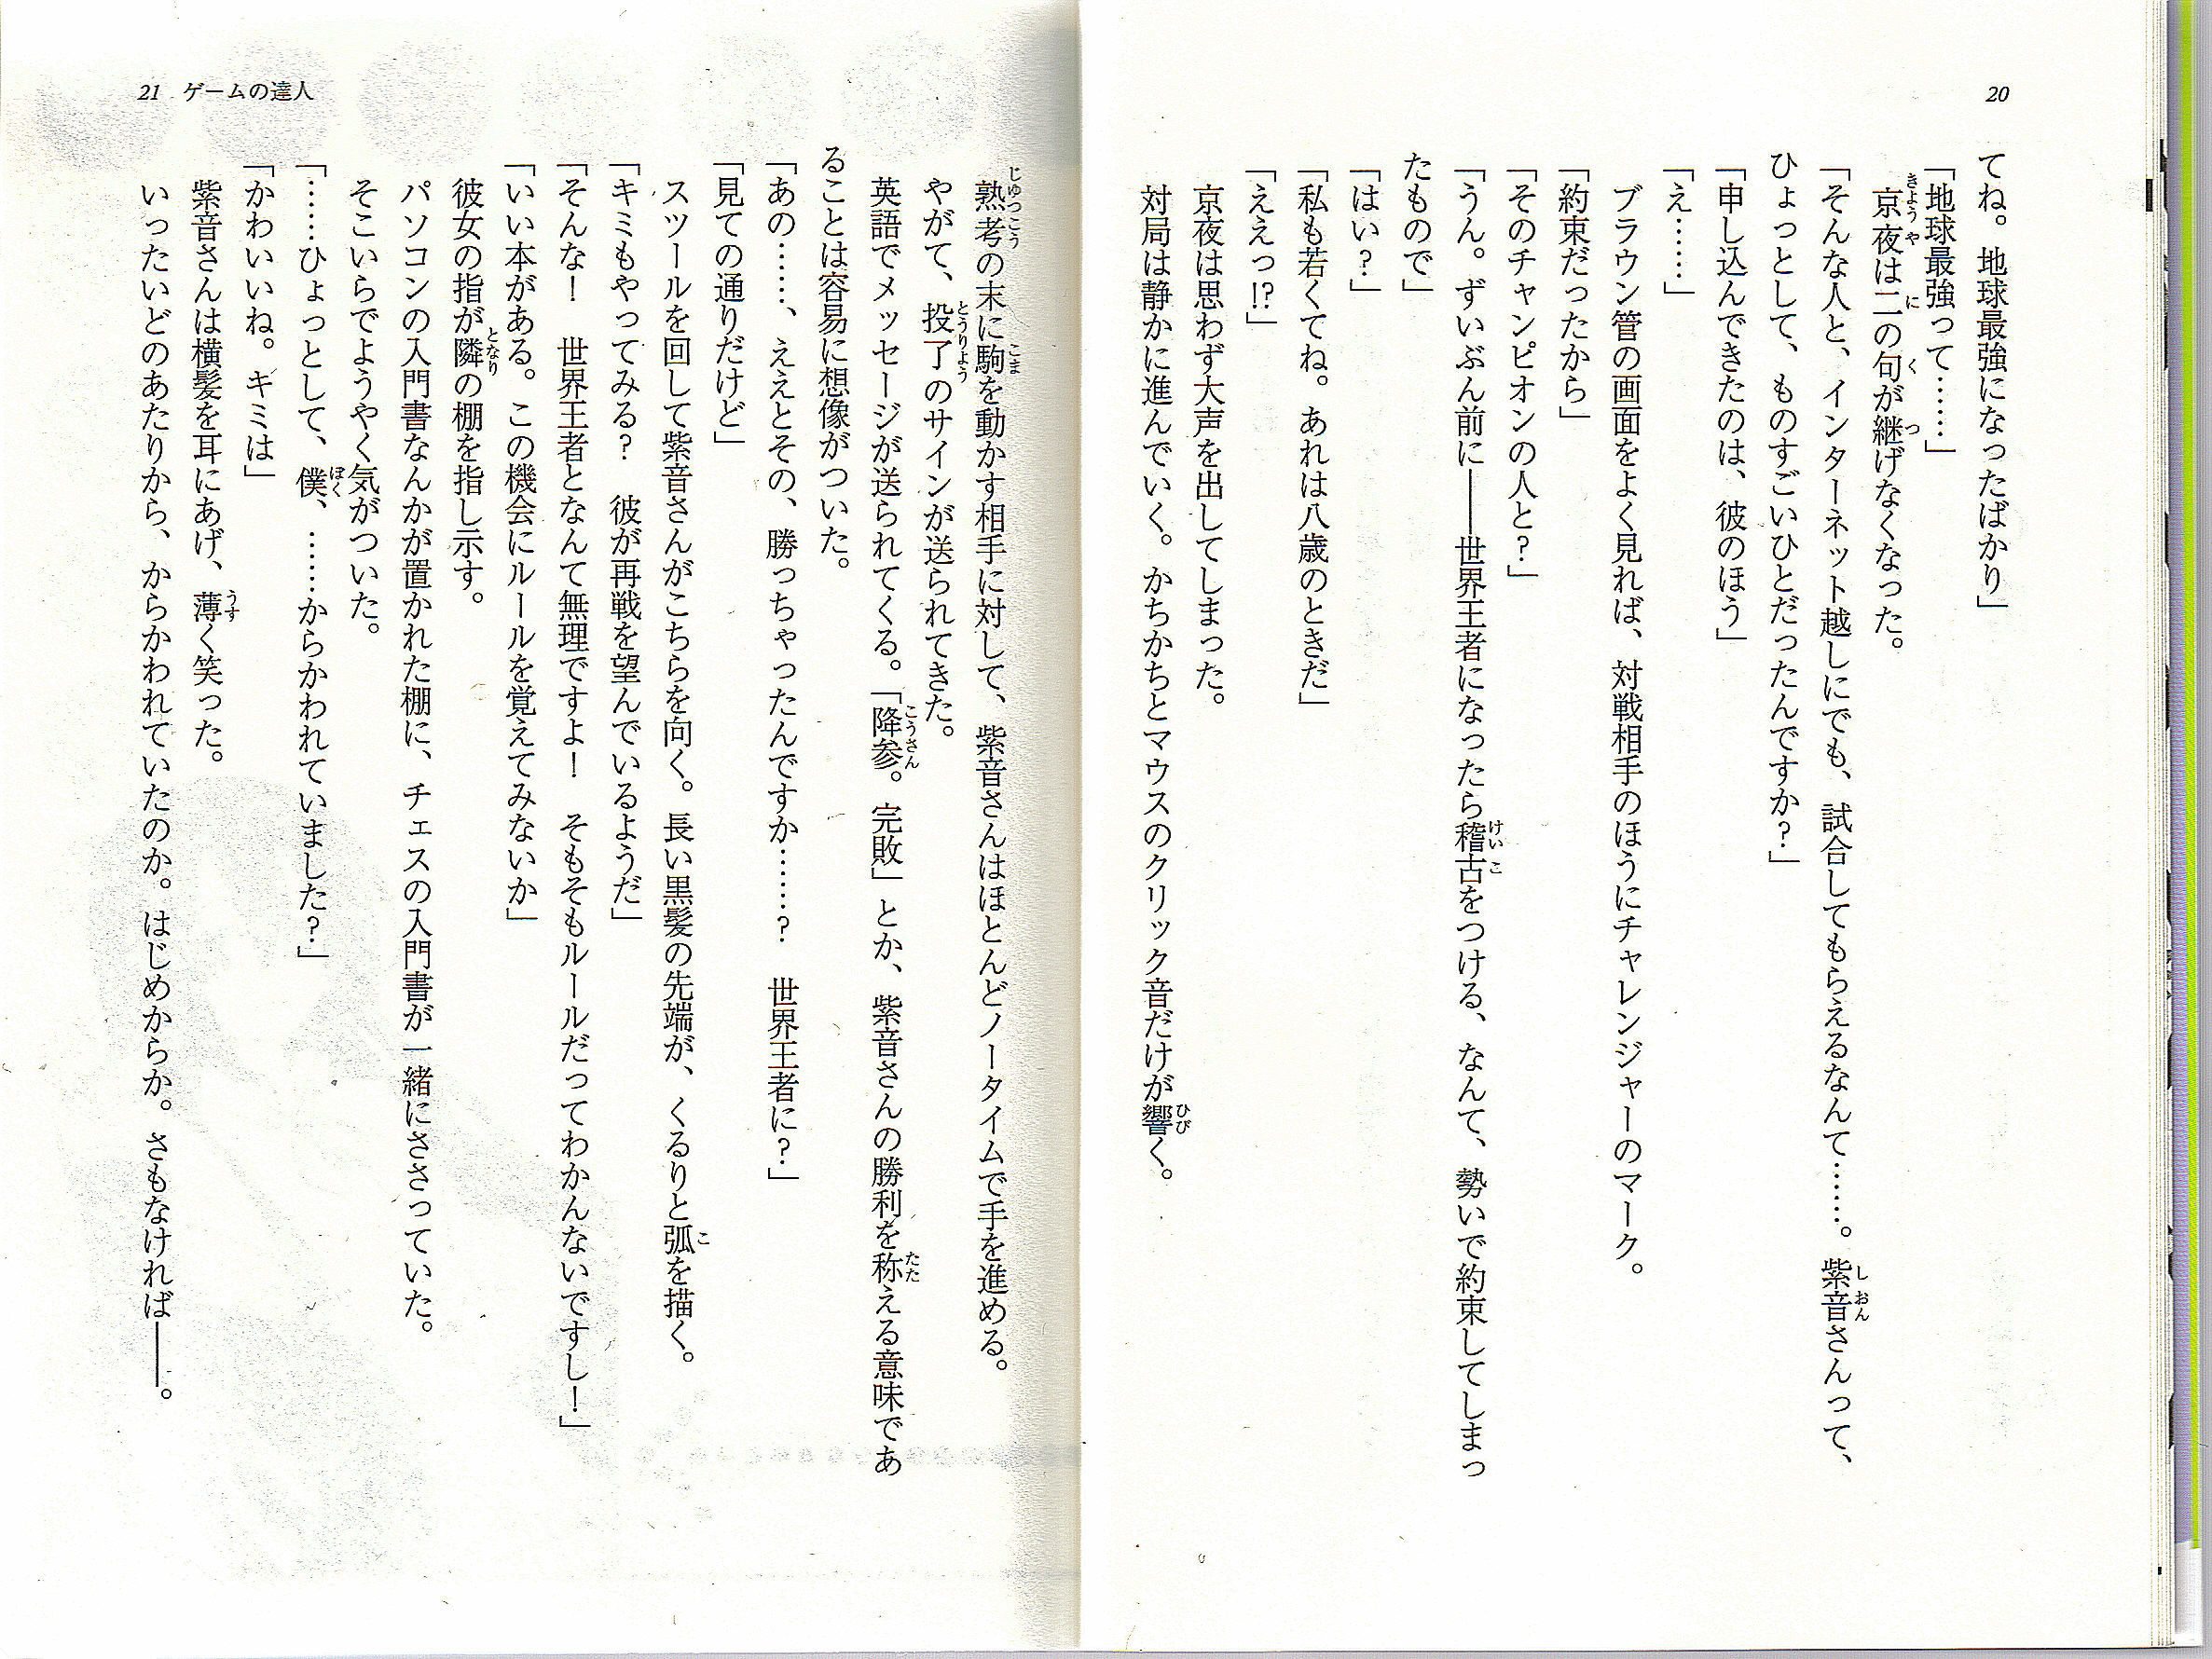 20
てね。地球最強になったばかり」
「地球最強って……」
京夜は二の句が継げなくなった。
「そんな人と、インターネット越しにでも、試合してもらえるなんて……。紫音さんって、
ひょっとして、ものすごいひとだったんですか？」
「申し込んできたのは、彼のほう」
「え……」
ブラウン管の画面をよく見れば、対戦相手のほうにチャレンジャーのマーク。
「約束だったから」
「そのチャンピオンの人と？」
「うん。ずいぶん前に――世界王者になったら稽古をつける、なんて、勢いで約束してしまっ
たもので」
「はい？」
「私も若くてね。あれは八歳のときだ」
「ええっ!?」
京夜は思わず大声を出してしまった。
対局は静かに進んでいく。かちかちとマウスのクリック音だけが響く。
21 ゲームの達人
熟考の末に駒を動かす相手に対して、紫音さんはほとんどノータイムで手を進める。
やがて、投了のサインが送られてきた。
英語でメッセージが送られてくる。「降参。完敗」とか、紫音さんの勝利を称える意味であ
ることは容易に想像がついた。
「あの……、ええとその、勝っちゃったんですか……？　世界王者に？」
「見ての通りだけど」
スツールを回して紫音さんがこちらを向く。長い黒髪の先端が、くるりと弧を描く。
「キミもやってみる？　彼が再戦を望んでいるようだ」
「そんな！　世界王者となんて無理ですよ！　そもそもルールだってわかんないですし！」
「いい本がある。この機会にルールを覚えてみないか」
彼女の指が隣の棚を指し示す。
パソコンの入門書なんかが置かれた棚に、チェスの入門書が一緒にささっていた。
そこいらでようやく気がついた。
「……ひょっとして、僕、……からかわれていました？」
「かわいいね。キミは」
紫音さんは横髪を耳にあげ、薄く笑った。
いったいどのあたりから、からかわれていたのか。はじめからか。さもなければ――。